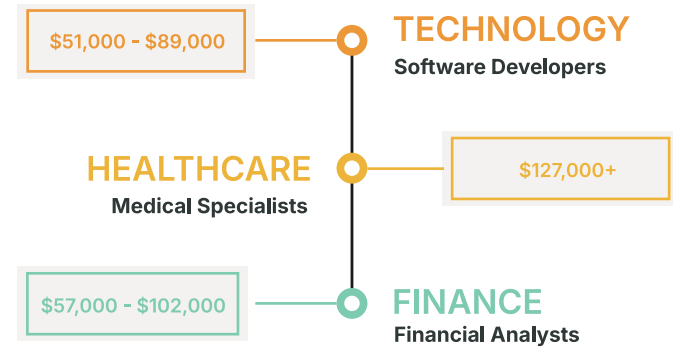 $51,000 - $89,000
TECHNOLOGY
Software Developers
HEALTHCARE
Medical Specialists
$127,000+
$57,000 - $102,000
FINANCE
Financial Analysts